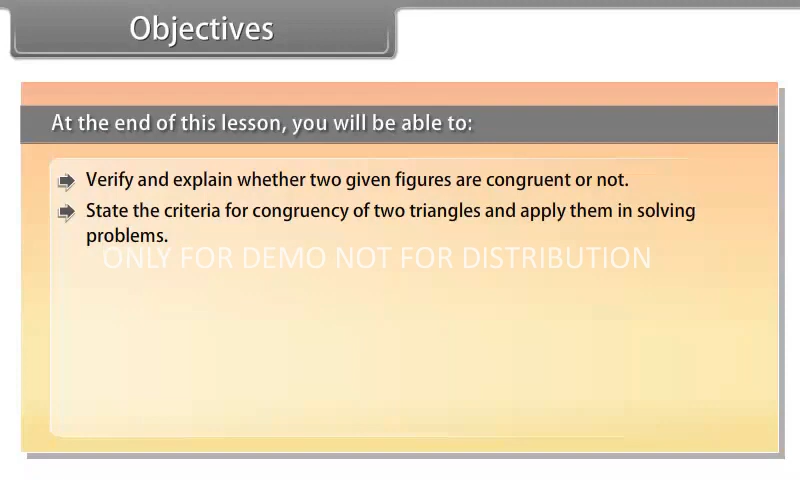 Objectives
At the end of this lesson, you will be able to:
Verify and explain whether two given figures are congruent or not.
State the criteria for congruency of two triangles and apply them in solving
problems.
ONLY FOR DEMO NOT FOR DISTRIBUTION